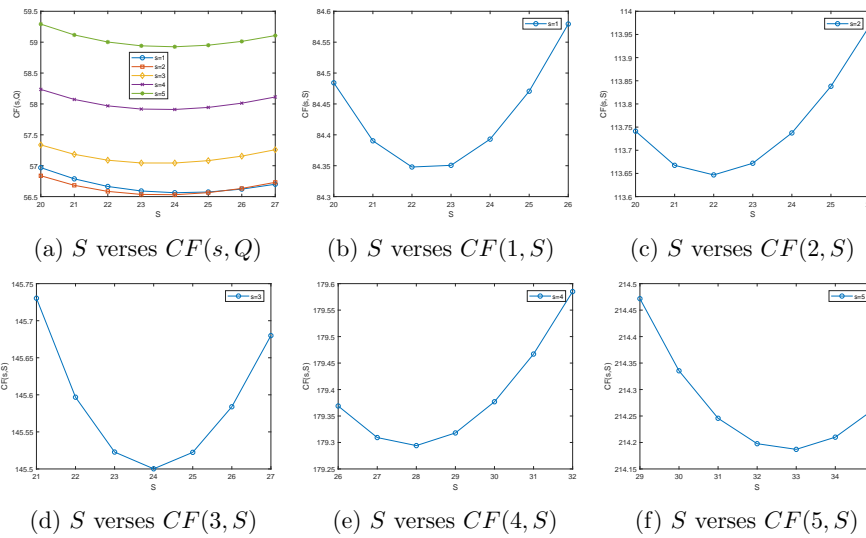 59.5
59
58.5
58
57.5
57
56.5
CF(s,Q)
s=1
s=2
s=3
s=4
s=5
20 21 22 23 24 25 26 27
S
(a) S verses CF(s, Q)
84.6
84.55
84.5
84.45
84.4
84.35
84.3
CF(s,S)
s=1
20 21 22 23 24 25 26
S
(b) S verses CF(1, S)
114
113.95
113.9
113.85
113.8
113.75
113.7
113.65
113.6
CF(s,S)
s=2
20 21 22 23 24 25
S
(c) S verses CF(2, S)
145.75
145.7
145.65
145.6
145.55
145.5
CF(s,S)
s=3
21 22 23 24 25 26 27
S
(d) S verses CF(3, S)
179.6
179.55
179.5
179.45
179.4
179.35
179.3
179.25
CF(s,S)
s=4
26 27 28 29 30 31 32
S
(e) S verses CF(4, S)
214.5
214.45
214.4
214.35
214.3
214.25
214.2
214.15
CF(s,S)
s=5
29 30 31 32 33 34
S
(f) S verses CF(5, S)